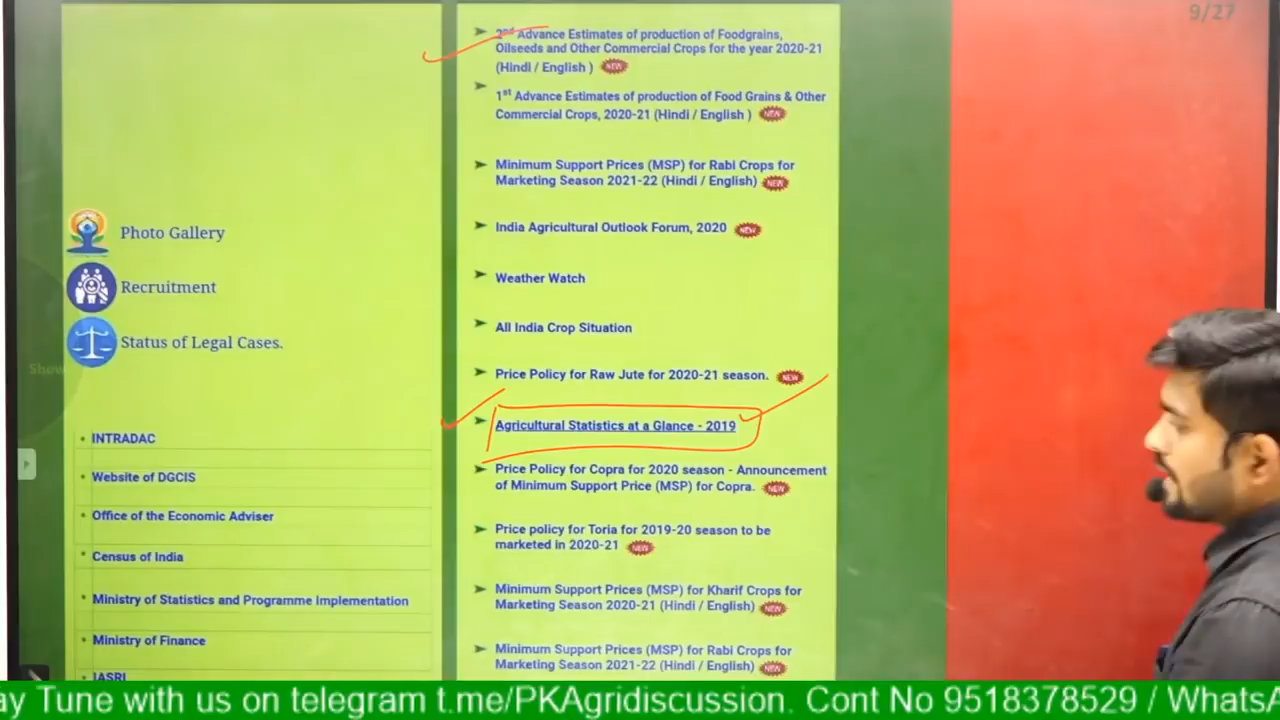 9/27
2nd Advance Estimates of production of Foodgrains,
Oilseeds and Other Commercial Crops for the year 2020-21
(Hindi / English ) NEW
1st Advance Estimates of production of Food Grains & Other
Commercial Crops, 2020-21 (Hindi / English ) NEW
Minimum Support Prices (MSP) for Rabi Crops for
Marketing Season 2021-22 (Hindi / English) NEW
India Agricultural Outlook Forum, 2020 NEW
Weather Watch
All India Crop Situation
Price Policy for Raw Jute for 2020-21 season. NEW
Agricultural Statistics at a Glance - 2019
Price Policy for Copra for 2020 season - Announcement
of Minimum Support Price (MSP) for Copra. NEW
Price policy for Toria for 2019-20 season to be
marketed in 2020-21 NEW
Minimum Support Prices (MSP) for Kharif Crops for
Marketing Season 2020-21 (Hindi / English) NEW
Minimum Support Prices (MSP) for Rabi Crops for
Marketing Season 2021-22 (Hindi / English) NEW
Photo Gallery
Recruitment
Status of Legal Cases.
Show
INTRADAC
Website of DGCIS
Office of the Economic Adviser
Census of India
Ministry of Statistics and Programme Implementation
Ministry of Finance
IASRI
ay Tune with us on telegram t.me/PKAgridiscussion. Cont No 9518378529 / WhatsA